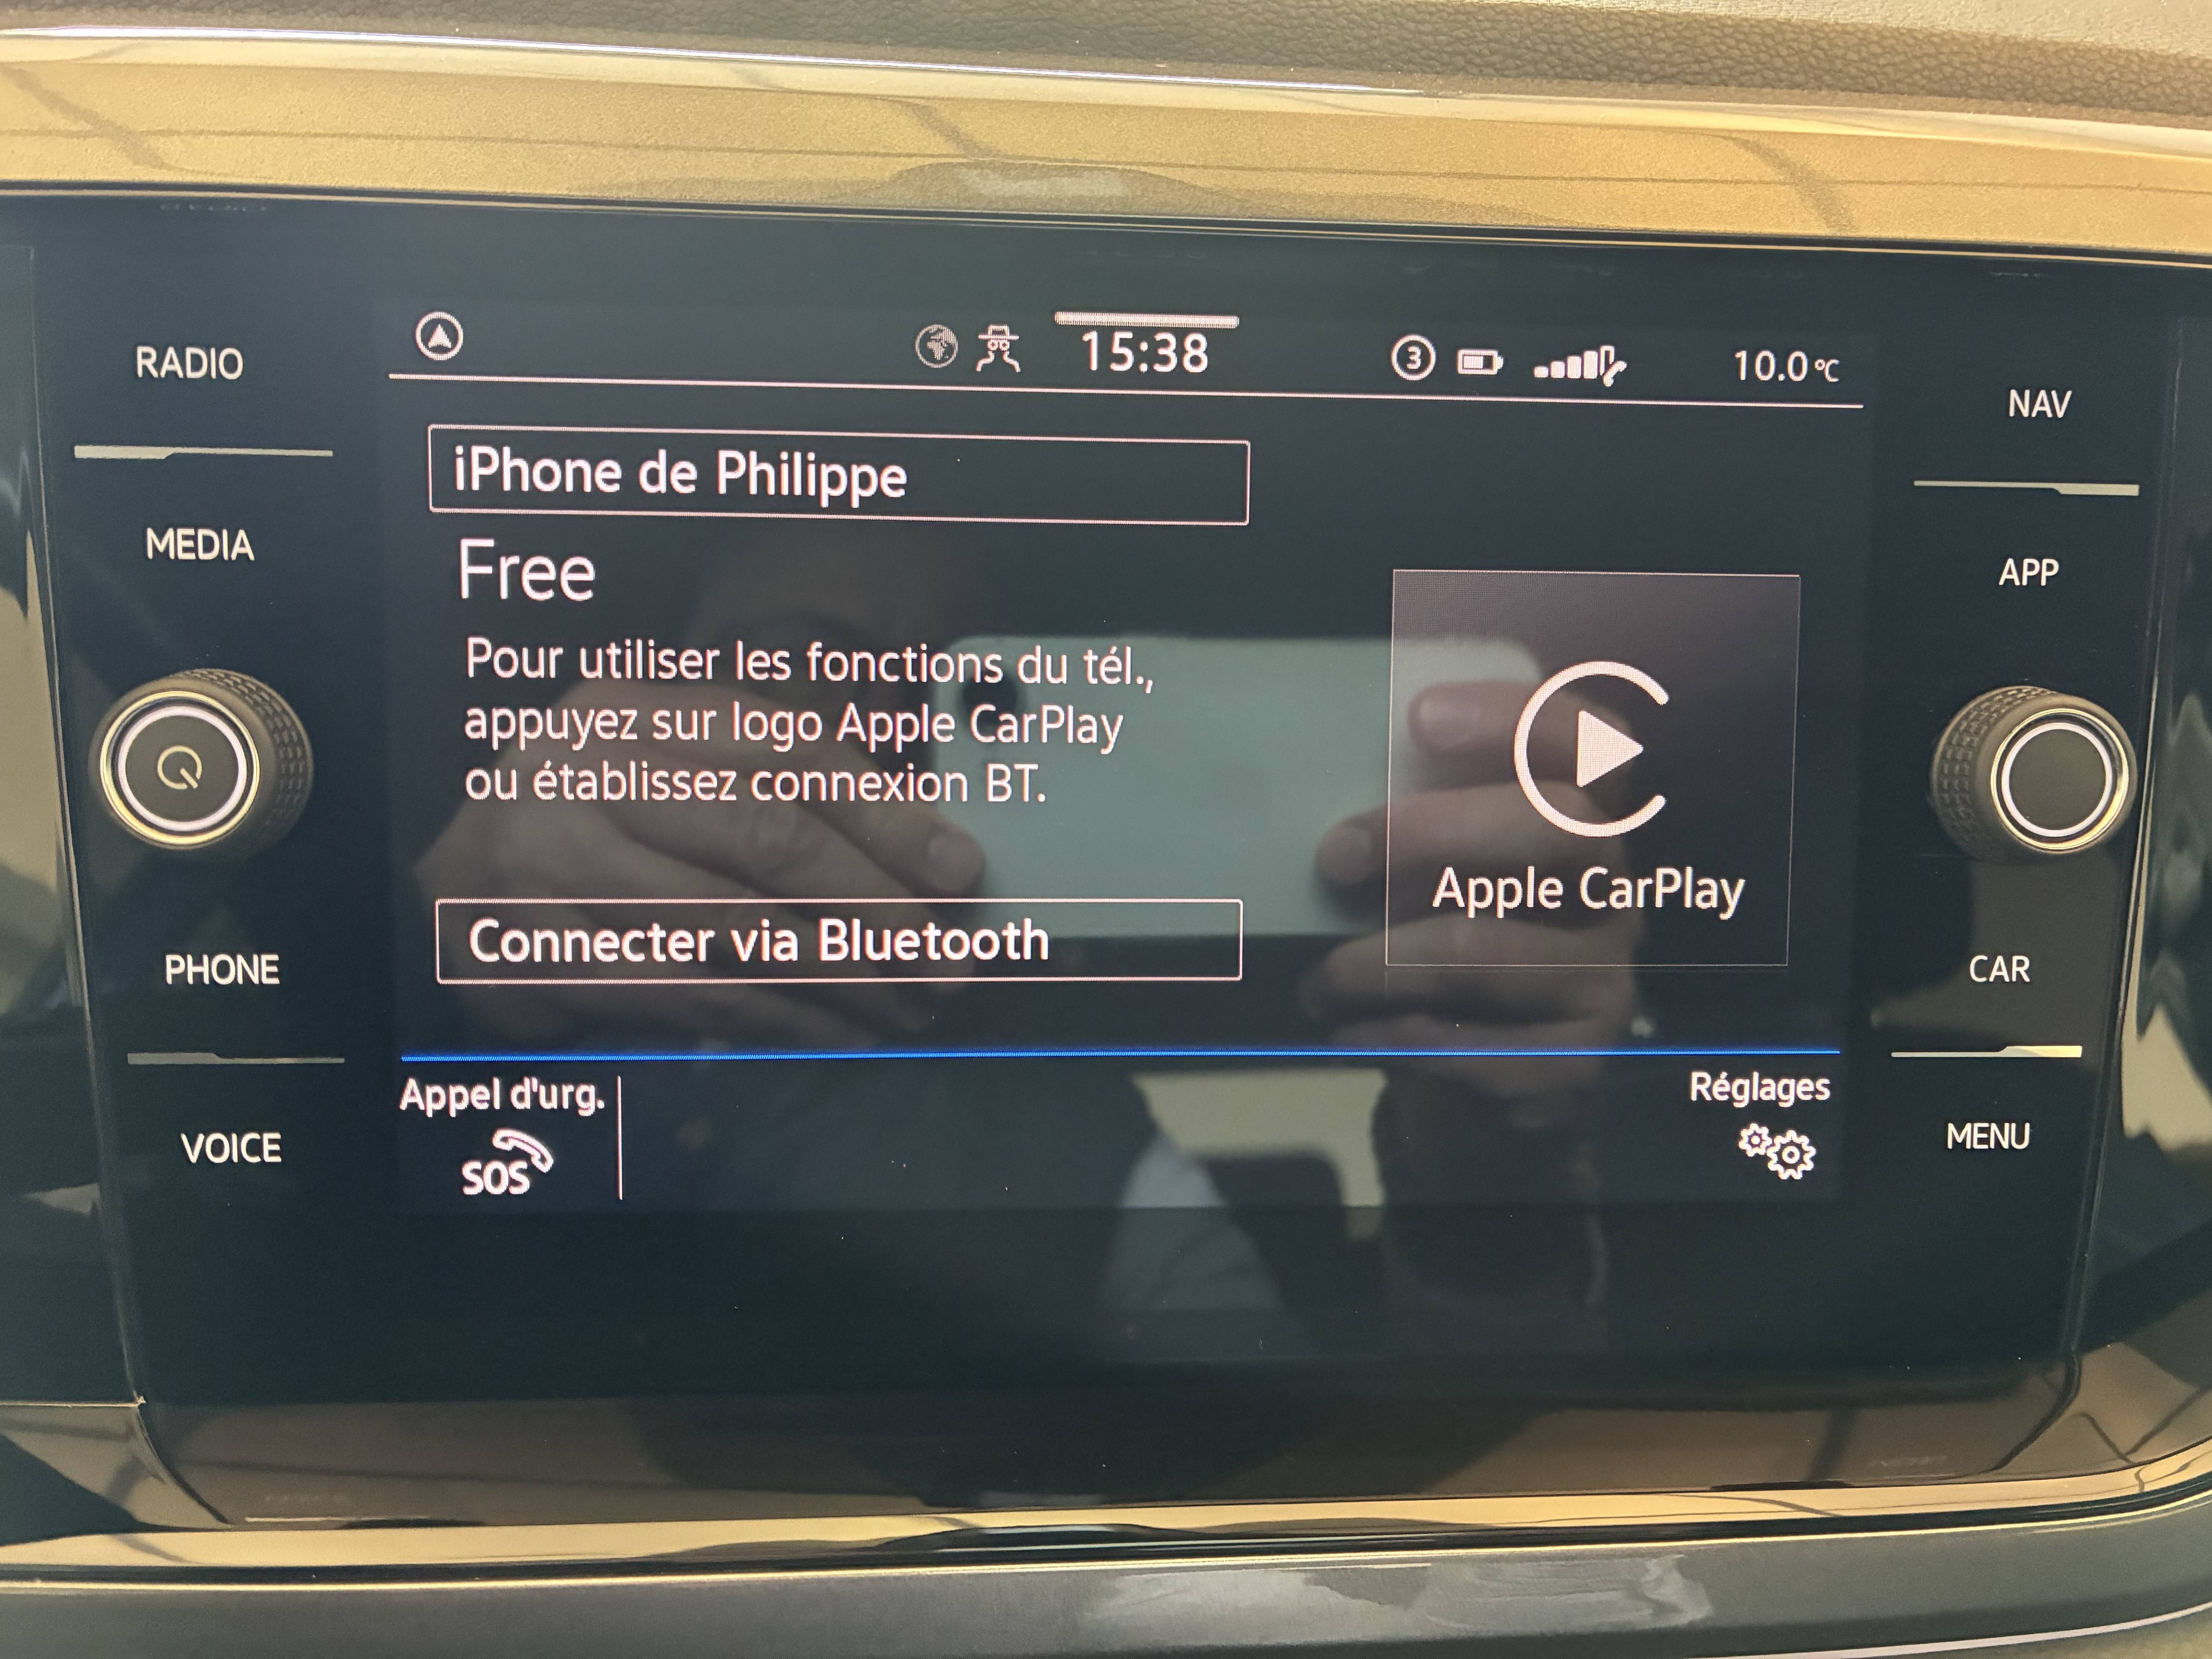 RADIO
MEDIA
PHONE
VOICE
15:38
3
10.0 °C
iPhone de Philippe
Free
Pour utiliser les fonctions du tél.,
appuyez sur logo Apple CarPlay
ou établissez connexion BT.
Connecter via Bluetooth
Apple CarPlay
Appel d'urg.
SOS
Réglages
NAV
APP
CAR
MENU